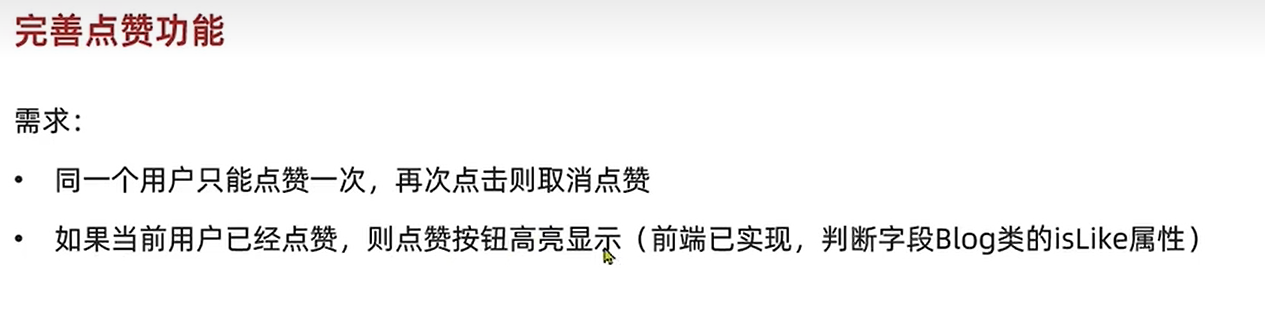 完善点赞功能
需求：
• 同一个用户只能点赞一次，再次点击则取消点赞
• 如果当前用户已经点赞，则点赞按钮高亮显示（前端已实现，判断字段Blog类的isLike属性）